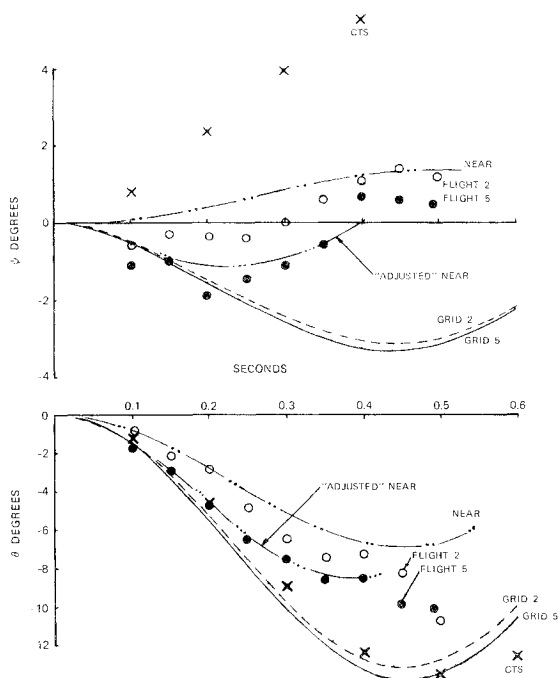 CTS
4
2
0
-2
-4
ψ DEGREES
NEAR
FLIGHT 2
FLIGHT 5
"ADJUSTED" NEAR
GRID 2
GRID 5
SECONDS
0.1 0.2 0.3 0.4 0.5 0.6
0
-2
-4
-6
-8
-10
12
θ DEGREES
"ADJUSTED" NEAR
NEAR
FLIGHT 2
FLIGHT 5
GRID 2
GRID 5
CTS